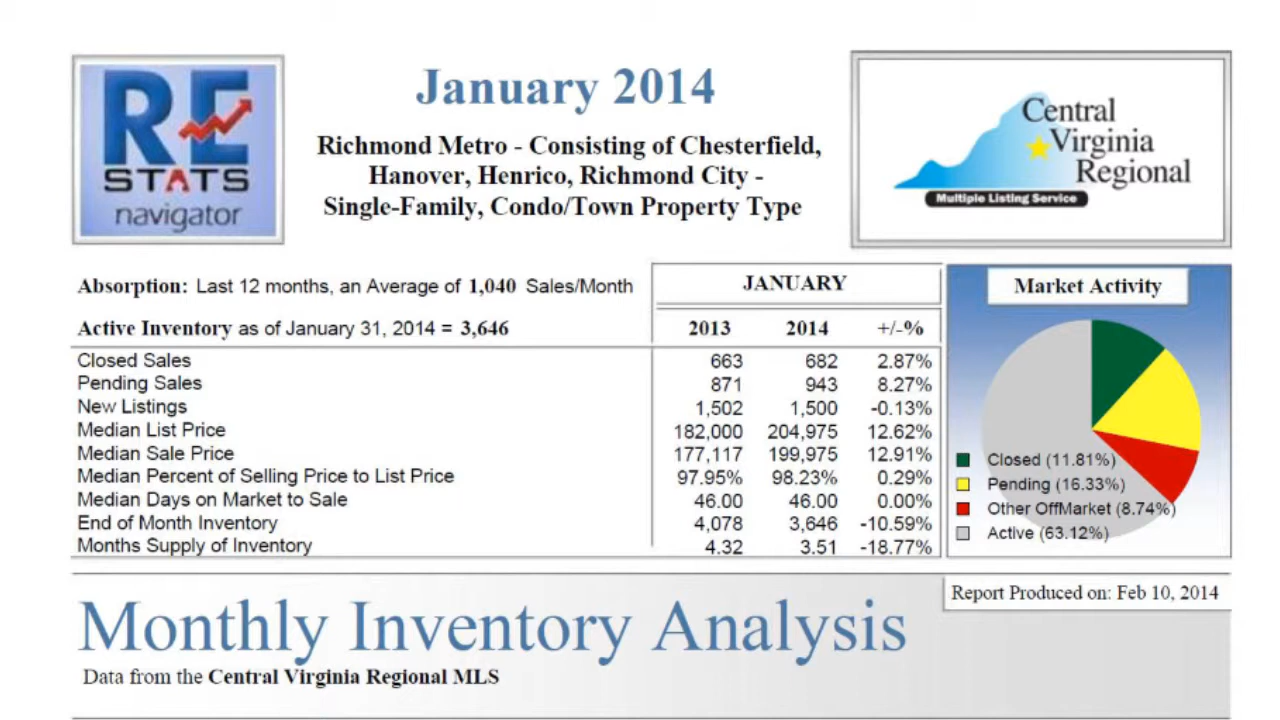 RE
STATS
navigator
January 2014
Richmond Metro - Consisting of Chesterfield,
Hanover, Henrico, Richmond City -
Single-Family, Condo/Town Property Type
Central
Virginia
Regional
Multiple Listing Service
Absorption: Last 12 months, an Average of 1,040 Sales/Month
Active Inventory as of January 31, 2014 = 3,646
JANUARY
2013 2014 +/-%
Closed Sales 663 682 2.87%
Pending Sales 871 943 8.27%
New Listings 1,502 1,500 -0.13%
Median List Price 182,000 204,975 12.62%
Median Sale Price 177,117 199,975 12.91%
Median Percent of Selling Price to List Price 97.95% 98.23% 0.29%
Median Days on Market to Sale 46.00 46.00 0.00%
End of Month Inventory 4,078 3,646 -10.59%
Months Supply of Inventory 4.32 3.51 -18.77%
Market Activity
Closed (11.81%)
Pending (16.33%)
Other OffMarket (8.74%)
Active (63.12%)
Report Produced on: Feb 10, 2014
Monthly Inventory Analysis
Data from the Central Virginia Regional MLS